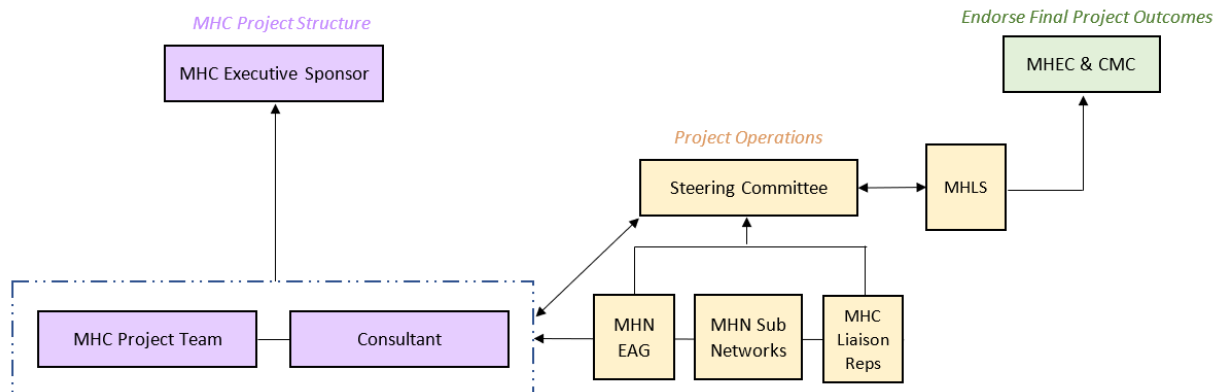 MHC Project Structure
Endorse Final Project Outcomes
MHC Executive Sponsor
MHEC & CMC
Project Operations
Steering Committee
MHLS
MHC Project Team
Consultant
MHN
EAG
MHN Sub
Networks
MHC
Liaison
Reps